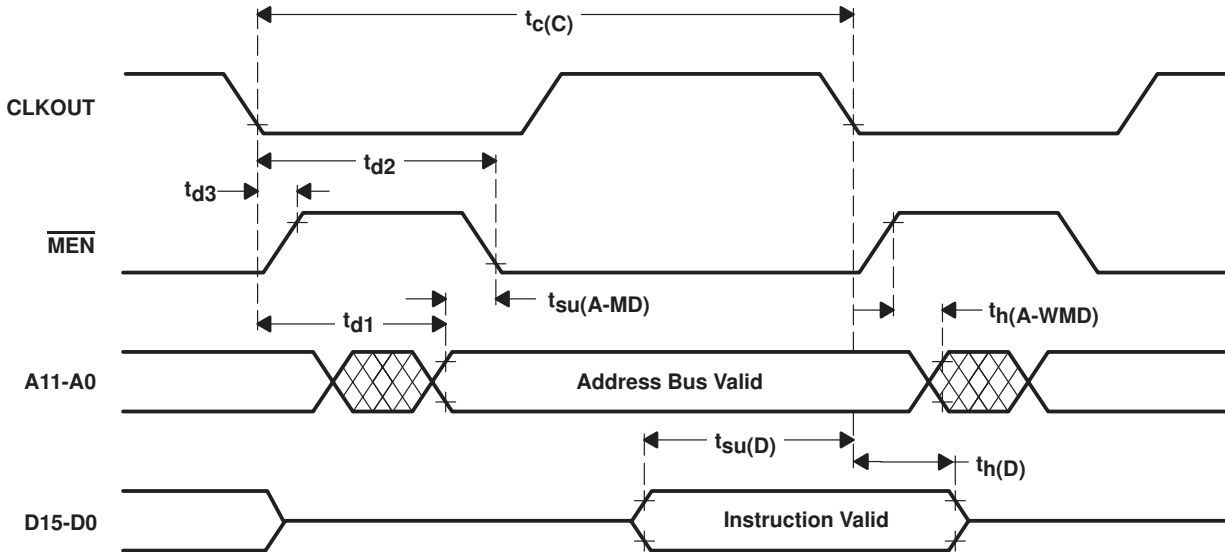 tc(C)
CLKOUT
td2
td3
MEN
tsu(A-MD)
td1
th(A-WMD)
A11-A0
Address Bus Valid
tsu(D)
th(D)
D15-D0
Instruction Valid